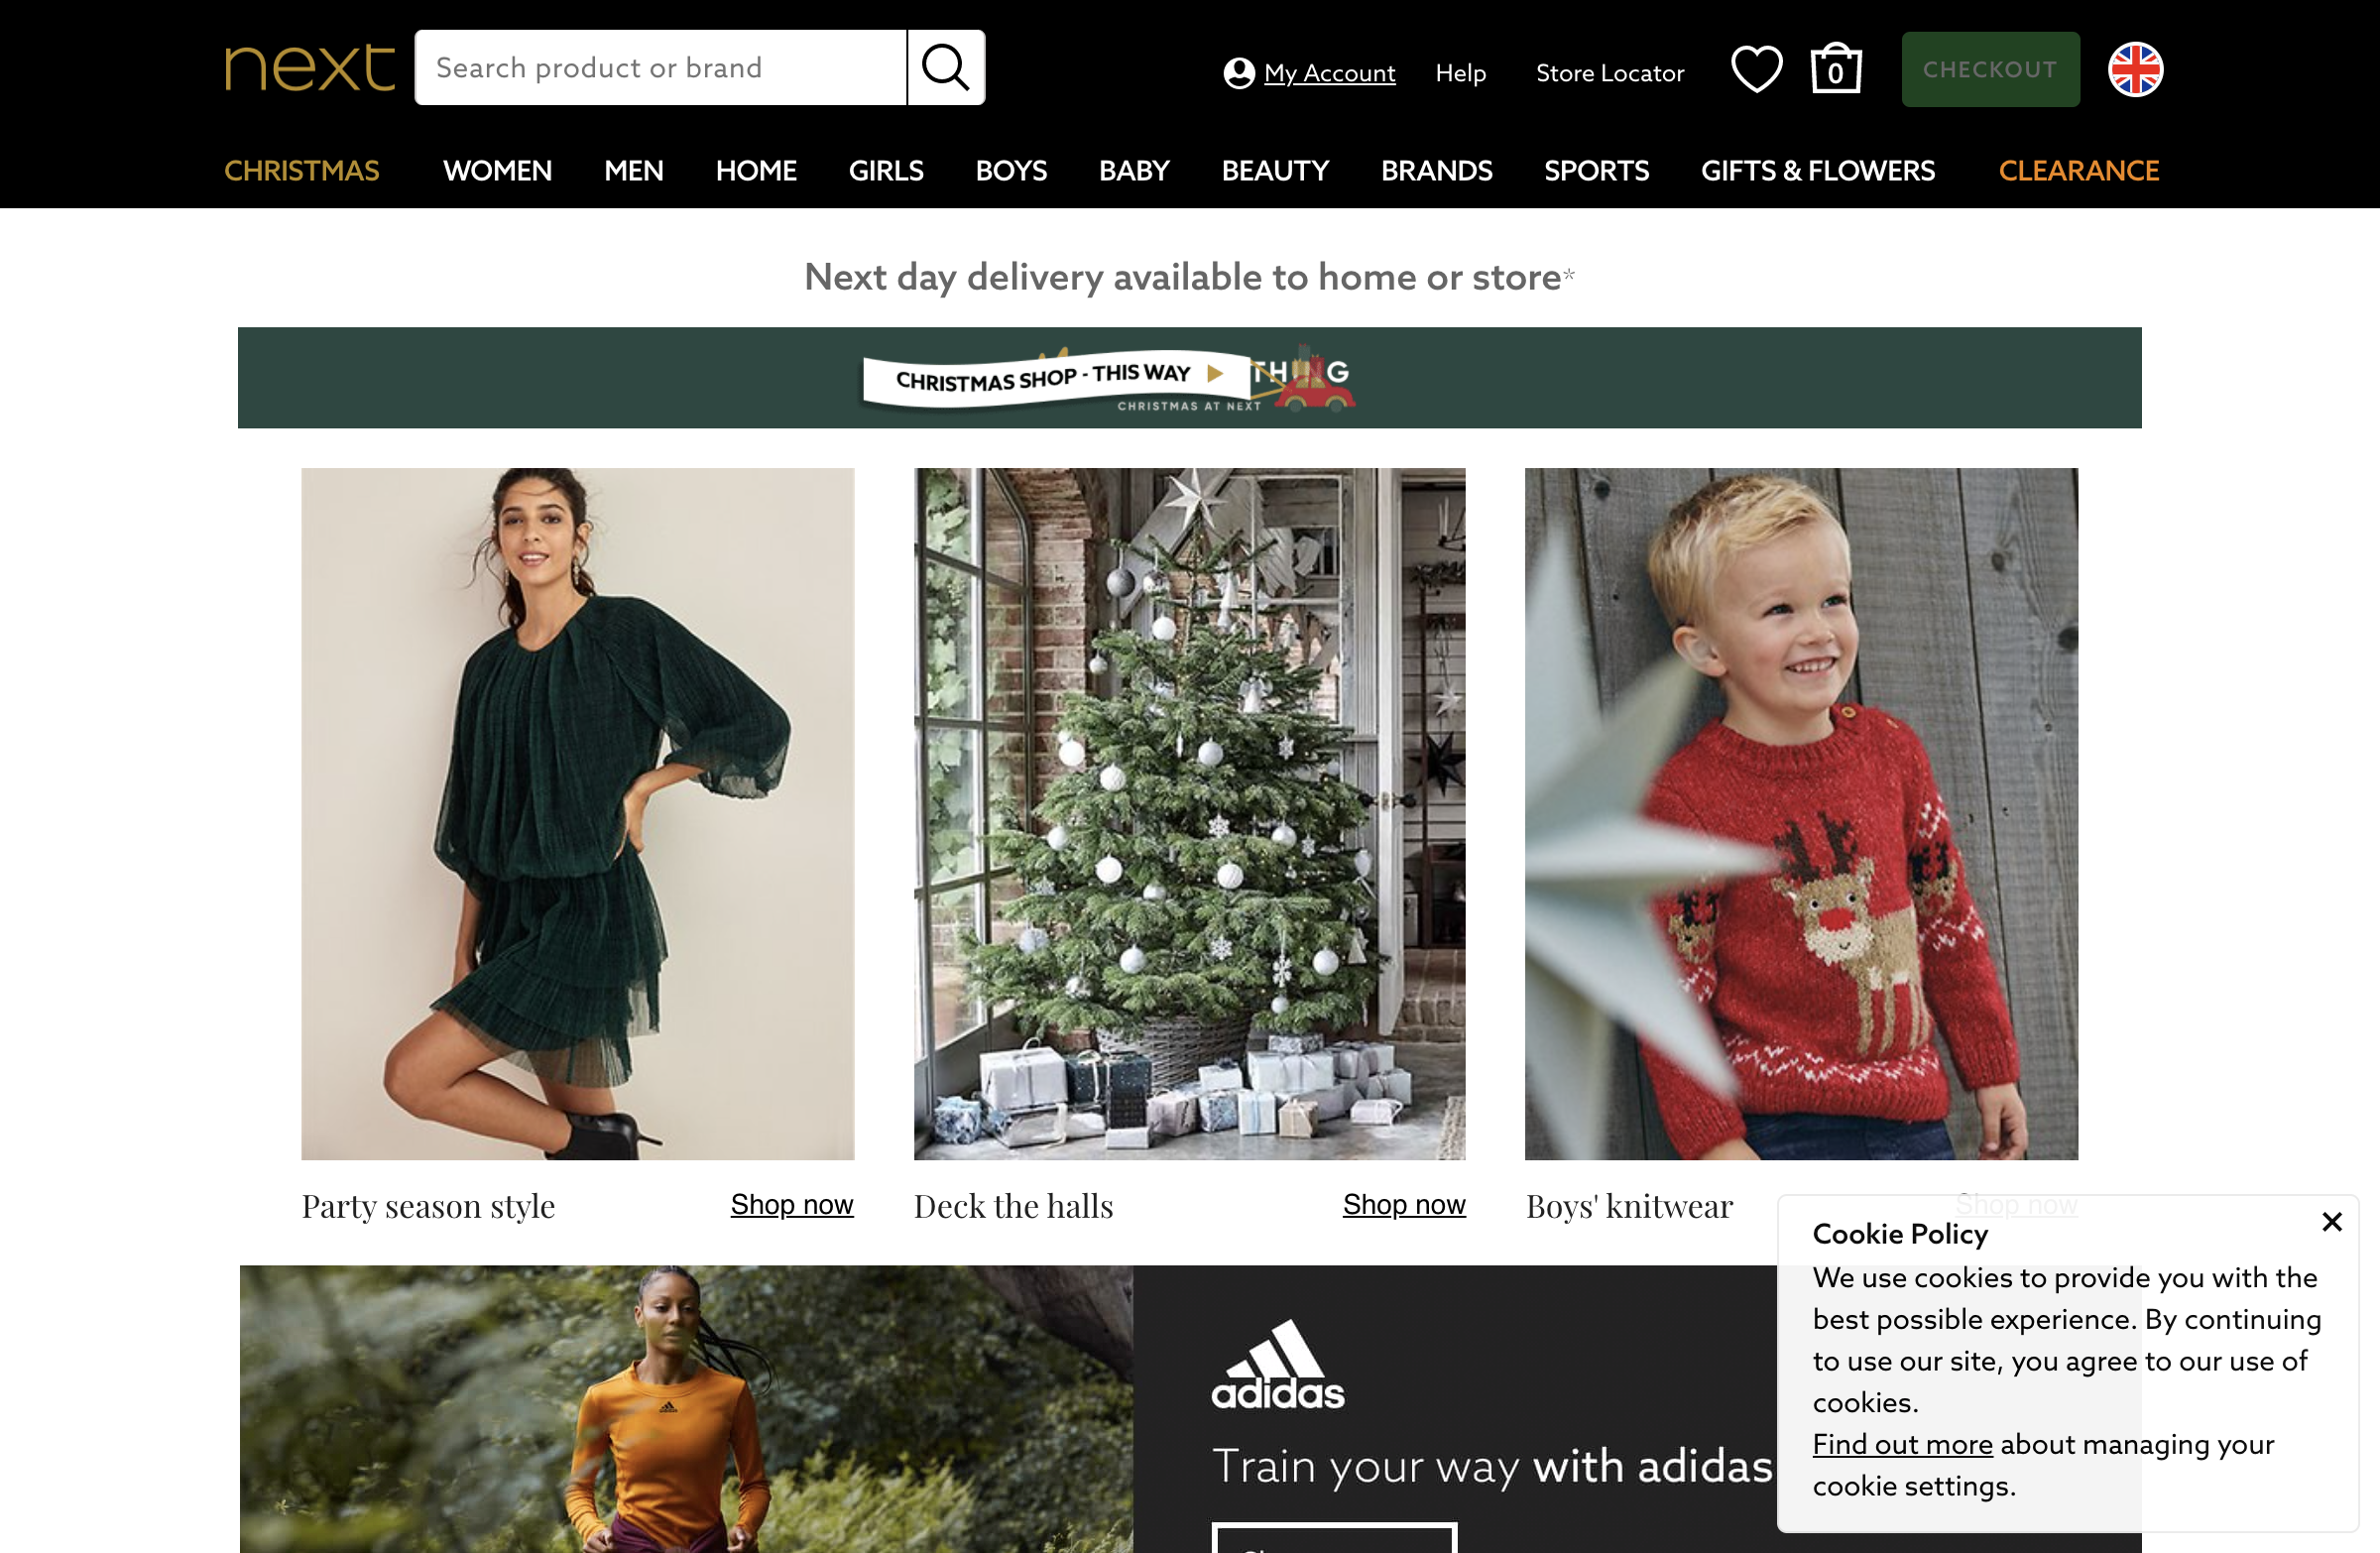 next
Search product or brand
My Account
Help
Store Locator
0
CHECKOUT
CHRISTMAS
WOMEN
MEN
HOME
GIRLS
BOYS
BABY
BEAUTY
BRANDS
SPORTS
GIFTS & FLOWERS
CLEARANCE
Next day delivery available to home or store*
CHRISTMAS SHOP - THIS WAY
CHRISTMAS AT NEXT
Party season style
Shop now
Deck the halls
Shop now
Boys' knitwear
Shop now
adidas
Train your way with adidas
Cookie Policy
We use cookies to provide you with the
best possible experience. By continuing
to use our site, you agree to our use of
cookies.
Find out more about managing your
cookie settings.